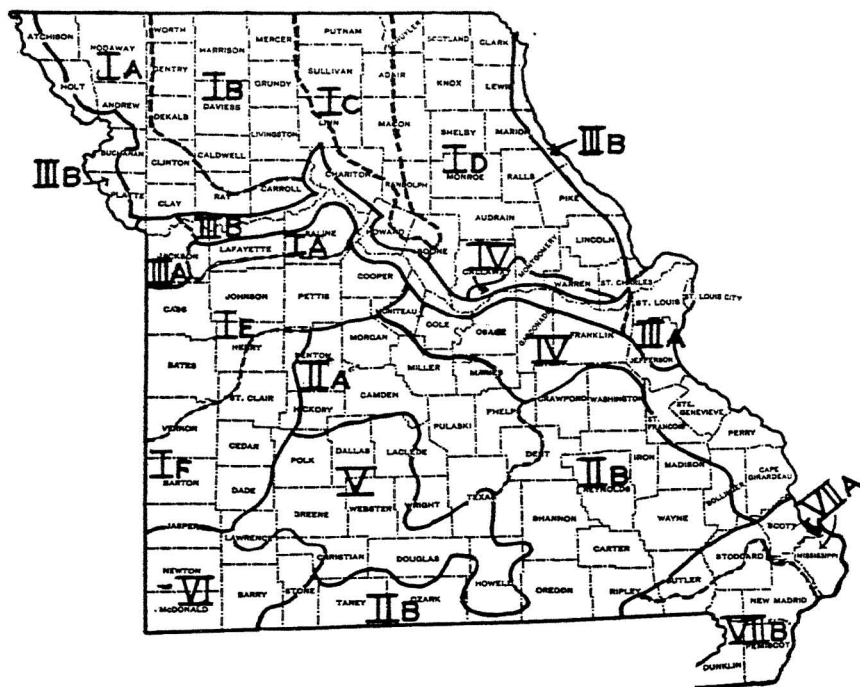 ATCHISON
NODAWAY
WORTH
HARRISON
MERCER
PUTNAM
SCHUYLER
SCOTLAND
CLARK
IA
GENTRY
IB
SULLIVAN
ADAIR
KNOX
LEWIS
HOLT
ANDREW
DEKALB
DAVIESS
GRUNDY
IC
LINN
MACON
SHELBY
MARION
IIIB
BUCHANAN
CLINTON
CALDWELL
LIVINGSTON
ID
IIIB
PLATTE
CLAY
RAY
CARROLL
CHARITON
RANDOLPH
MONROE
RALLS
PIKE
AUDRAIN
IIIB
SALINE
HOWARD
BOONE
IV
CALLAWAY
MONTGOMERY
LINCOLN
JACKSON
LAFAYETTE
IA
WARREN
ST. CHARLES
IIIA
COOPER
ST. LOUIS
ST. LOUIS CITY
CASS
JOHNSON
PETTIS
MONITEAU
COLE
OSAGE
GASCONADE
FRANKLIN
IIIA
IE
MORGAN
IV
JEFFERSON
BATES
HENRY
BENTON
IIA
MILLER
MARIES
ST. CLAIR
HICKORY
CAMDEN
PULASKI
PHELPS
CRAWFORD
WASHINGTON
STE. GENEVIEVE
VERNON
ST. FRANCOIS
PERRY
CEDAR
POLK
DALLAS
LACLEDE
DENT
IRON
MADISON
IF
BARTON
DADE
V
IIB
REYNOLDS
BOLLINGER
CAPE GIRARDEAU
VIIA
GREENE
WEBSTER
WRIGHT
TEXAS
SHANNON
WAYNE
SCOTT
JASPER
LAWRENCE
CHRISTIAN
DOUGLAS
CARTER
STODDARD
MISSISSIPPI
NEWTON
VI
BARRY
STONE
HOWELL
OREGON
RIPLEY
BUTLER
McDONALD
TANEY
IIB
OZARK
NEW MADRID
VIIB
PEMISCOT
DUNKLIN